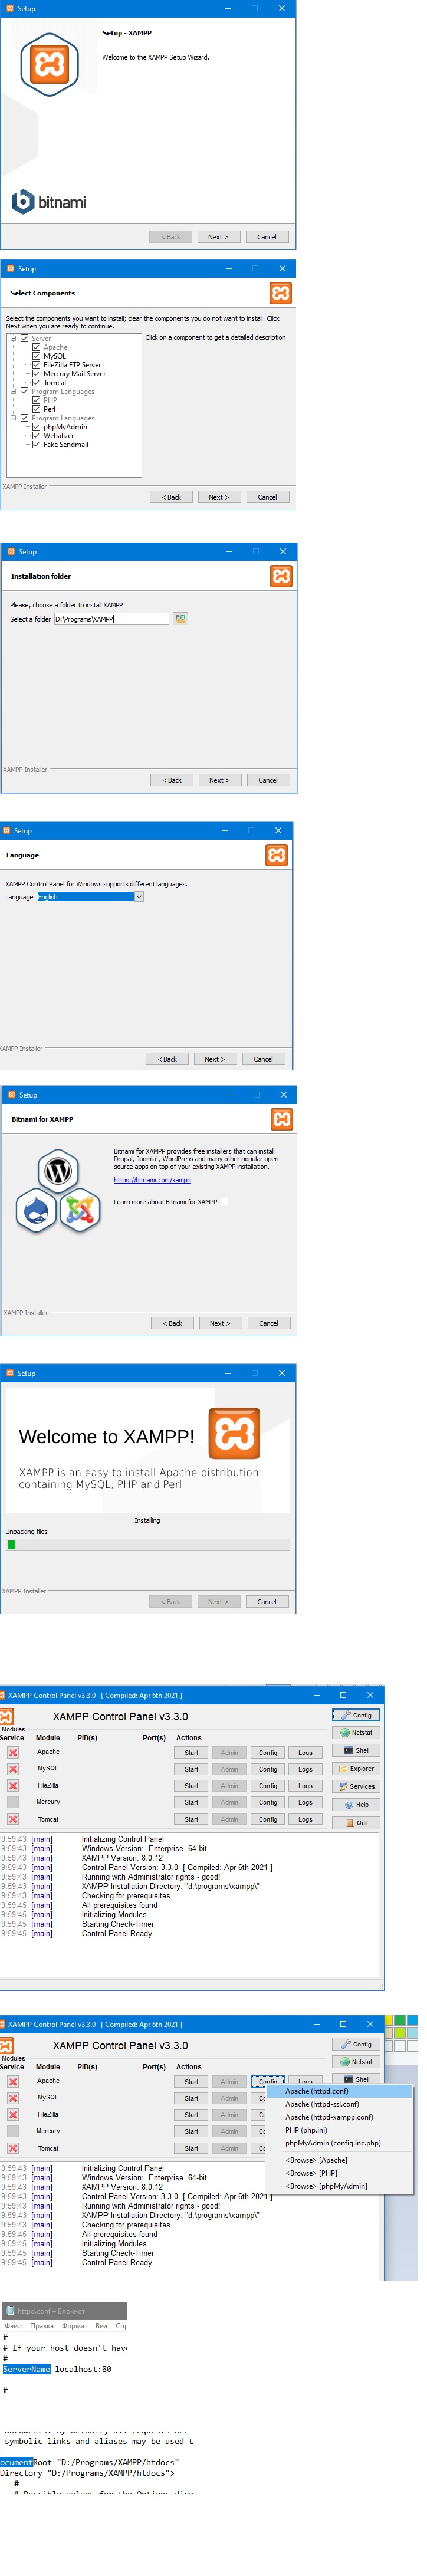 Setup
Setup - XAMPP
Welcome to the XAMPP Setup Wizard.
bitnami
< Back Next > Cancel
Setup
Select Components
Select the components you want to install; clear the components you do not want to install. Click
Next when you are ready to continue.
Server
Apache
MySQL
FileZilla FTP Server
Mercury Mail Server
Tomcat
Program Languages
PHP
Perl
Program Languages
phpMyAdmin
Webalizer
Fake Sendmail
Click on a component to get a detailed description
XAMPP Installer
< Back Next > Cancel
Setup
Installation folder
Please, choose a folder to install XAMPP
Select a folder D:\Programs\XAMPP
XAMPP Installer
< Back Next > Cancel
Setup
Language
XAMPP Control Panel for Windows supports different languages.
Language English
XAMPP Installer
< Back Next > Cancel
Setup
Bitnami for XAMPP
Bitnami for XAMPP provides free installers that can install
Drupal, Joomla!, WordPress and many other popular open
source apps on top of your existing XAMPP installation.
https://bitnami.com/xampp
Learn more about Bitnami for XAMPP
XAMPP Installer
< Back Next > Cancel
Setup
Welcome to XAMPP!
XAMPP is an easy to install Apache distribution
containing MySQL, PHP and Perl
Installing
Unpacking files
XAMPP Installer
< Back Next > Cancel
XAMPP Control Panel v3.3.0 [ Compiled: Apr 6th 2021 ]
XAMPP Control Panel v3.3.0
Config
Modules
Service Module PID(s) Port(s) Actions
Netstat
Apache Start Admin Config Logs
Shell
MySQL Start Admin Config Logs
Explorer
FileZilla Start Admin Config Logs
Services
Mercury Start Admin Config Logs
Help
Tomcat Start Admin Config Logs
Quit
9:59:43 [main] Initializing Control Panel
9:59:43 [main] Windows Version: Enterprise 64-bit
9:59:43 [main] XAMPP Version: 8.0.12
9:59:43 [main] Control Panel Version: 3.3.0 [ Compiled: Apr 6th 2021 ]
9:59:43 [main] Running with Administrator rights - good!
9:59:43 [main] XAMPP Installation Directory: "d:\programs\xampp\"
9:59:43 [main] Checking for prerequisites
9:59:45 [main] All prerequisites found
9:59:45 [main] Initializing Modules
9:59:45 [main] Starting Check-Timer
9:59:45 [main] Control Panel Ready
XAMPP Control Panel v3.3.0 [ Compiled: Apr 6th 2021 ]
XAMPP Control Panel v3.3.0
Config
Modules
Service Module PID(s) Port(s) Actions
Netstat
Apache Start Admin Config Logs
Shell
MySQL Start Admin Co
FileZilla Start Admin Co
Mercury Start Admin Co
Tomcat Start Admin Co
Apache (httpd.conf)
Apache (httpd-ssl.conf)
Apache (httpd-xampp.conf)
PHP (php.ini)
phpMyAdmin (config.inc.php)
<Browse> [Apache]
<Browse> [PHP]
<Browse> [phpMyAdmin]
9:59:43 [main] Initializing Control Panel
9:59:43 [main] Windows Version: Enterprise 64-bit
9:59:43 [main] XAMPP Version: 8.0.12
9:59:43 [main] Control Panel Version: 3.3.0 [ Compiled: Apr 6th 2021 ]
9:59:43 [main] Running with Administrator rights - good!
9:59:43 [main] XAMPP Installation Directory: "d:\programs\xampp\"
9:59:43 [main] Checking for prerequisites
9:59:45 [main] All prerequisites found
9:59:45 [main] Initializing Modules
9:59:45 [main] Starting Check-Timer
9:59:45 [main] Control Panel Ready
httpd.conf – Блокнот
Файл Правка Формат Вид Спр
#
# If your host doesn't have
#
ServerName localhost:80
#
documents. By default, all requests are
symbolic links and aliases may be used t
ocumentRoot "D:/Programs/XAMPP/htdocs"
Directory "D:/Programs/XAMPP/htdocs">
#
# Possible values for the Options dire